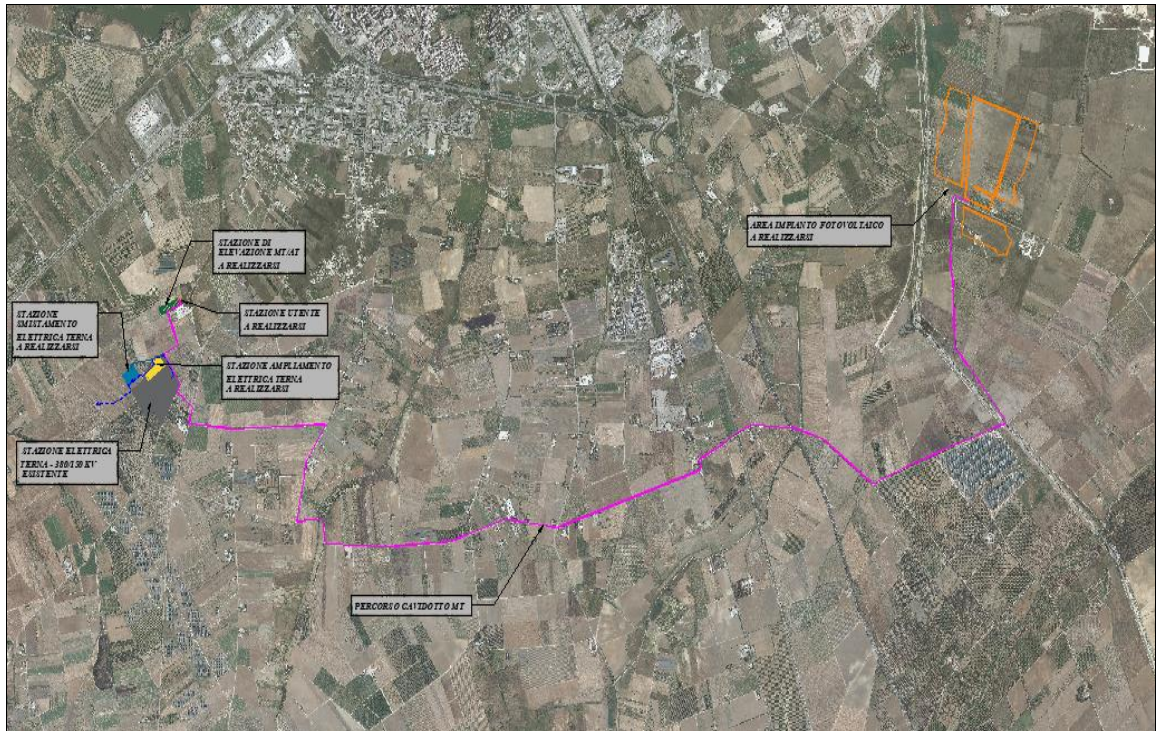 STAZIONE DI
ELEVAZIONE MT/AT
A REALIZZARSI
STAZIONE UTENTE
A REALIZZARSI
STAZIONE
SMISTAMENTO
ELETTRICA TERNA
A REALIZZARSI
STAZIONE AMPLIAMENTO
ELETTRICA TERNA
A REALIZZARSI
STAZIONE ELETTRICA
TERNA - 380/150 KV
ESISTENTE
AREA IMPIANTO FOTOVOLTAICO
A REALIZZARSI
PERCORSO CAVIDOTTO MT